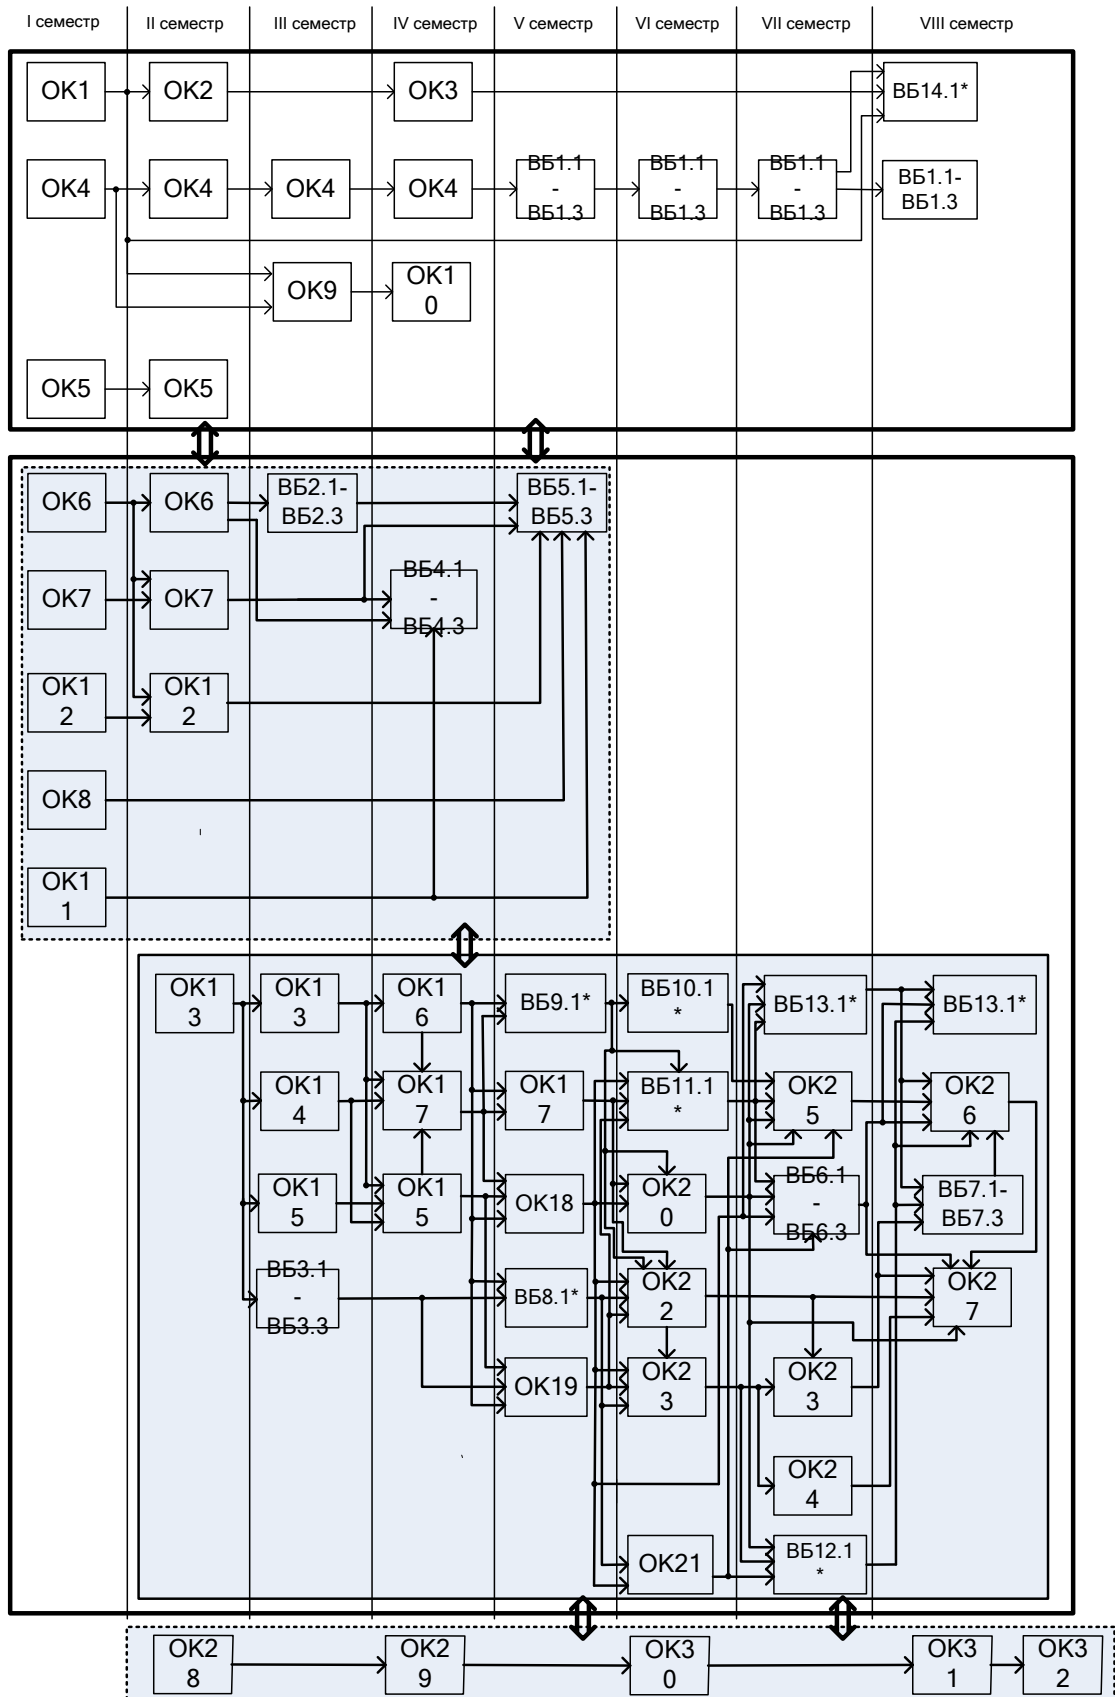 I семестр
II семестр
III семестр
IV семестр
V семестр
VI семестр
VII семестр
VIII семестр
ОК1
ОК2
ОК3
ВБ14.1*
ОК4
ОК4
ОК4
ОК4
ВБ1.1
-
ВБ1.3
ВБ1.1
-
ВБ1.3
ВБ1.1
-
ВБ1.3
ВБ1.1-
ВБ1.3
ОК9
ОК1
0
ОК5
ОК5
ОК6
ОК6
ВБ2.1-
ВБ2.3
ВБ5.1-
ВБ5.3
ОК7
ОК7
ВБ4.1
-
ВБ4.3
ОК1
2
ОК1
2
ОК8
ОК1
1
ОК1
3
ОК1
3
ОК1
6
ВБ9.1*
ВБ10.1
*
ВБ13.1*
ВБ13.1*
ОК1
4
ОК1
7
ОК1
7
ВБ11.1
*
ОК2
5
ОК2
6
ОК1
5
ОК1
5
ОК18
ОК2
0
ВБ6.1
-
ВБ6.3
ВБ7.1-
ВБ7.3
ВБ3.1
-
ВБ3.3
ВБ8.1*
ОК2
2
ОК2
7
ОК19
ОК2
3
ОК2
3
ОК2
4
ОК21
ВБ12.1
*
ОК2
8
ОК2
9
ОК3
0
ОК3
1
ОК3
2